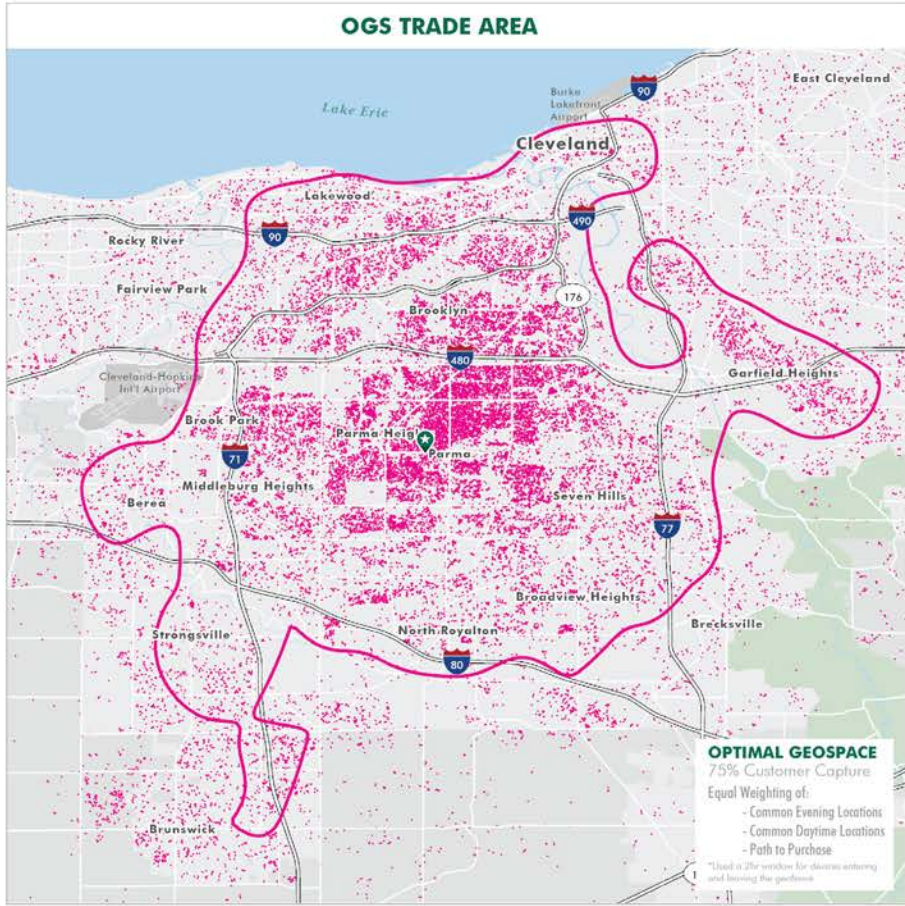 OGS TRADE AREA
East Cleveland
90
Burke
Lakefront
Airport
Lake Erie
Cleveland
Lakewood
490
90
Rocky River
Fairview Park
176
Brooklyn
480
Garfield Heights
Cleveland-Hopkins
Int'l Airport
Brook Park
Parma Heig
Parma
71
Middleburg Heights
Seven Hills
Berea
77
Broadview Heights
Brecksville
Strongsville
North Royalton
80
Brunswick
OPTIMAL GEOSPACE
75% Customer Capture
Equal Weighting of:
- Common Evening Locations
- Common Daytime Locations
- Path to Purchase
*Used a 2hr window for devices entering
and leaving the geofence